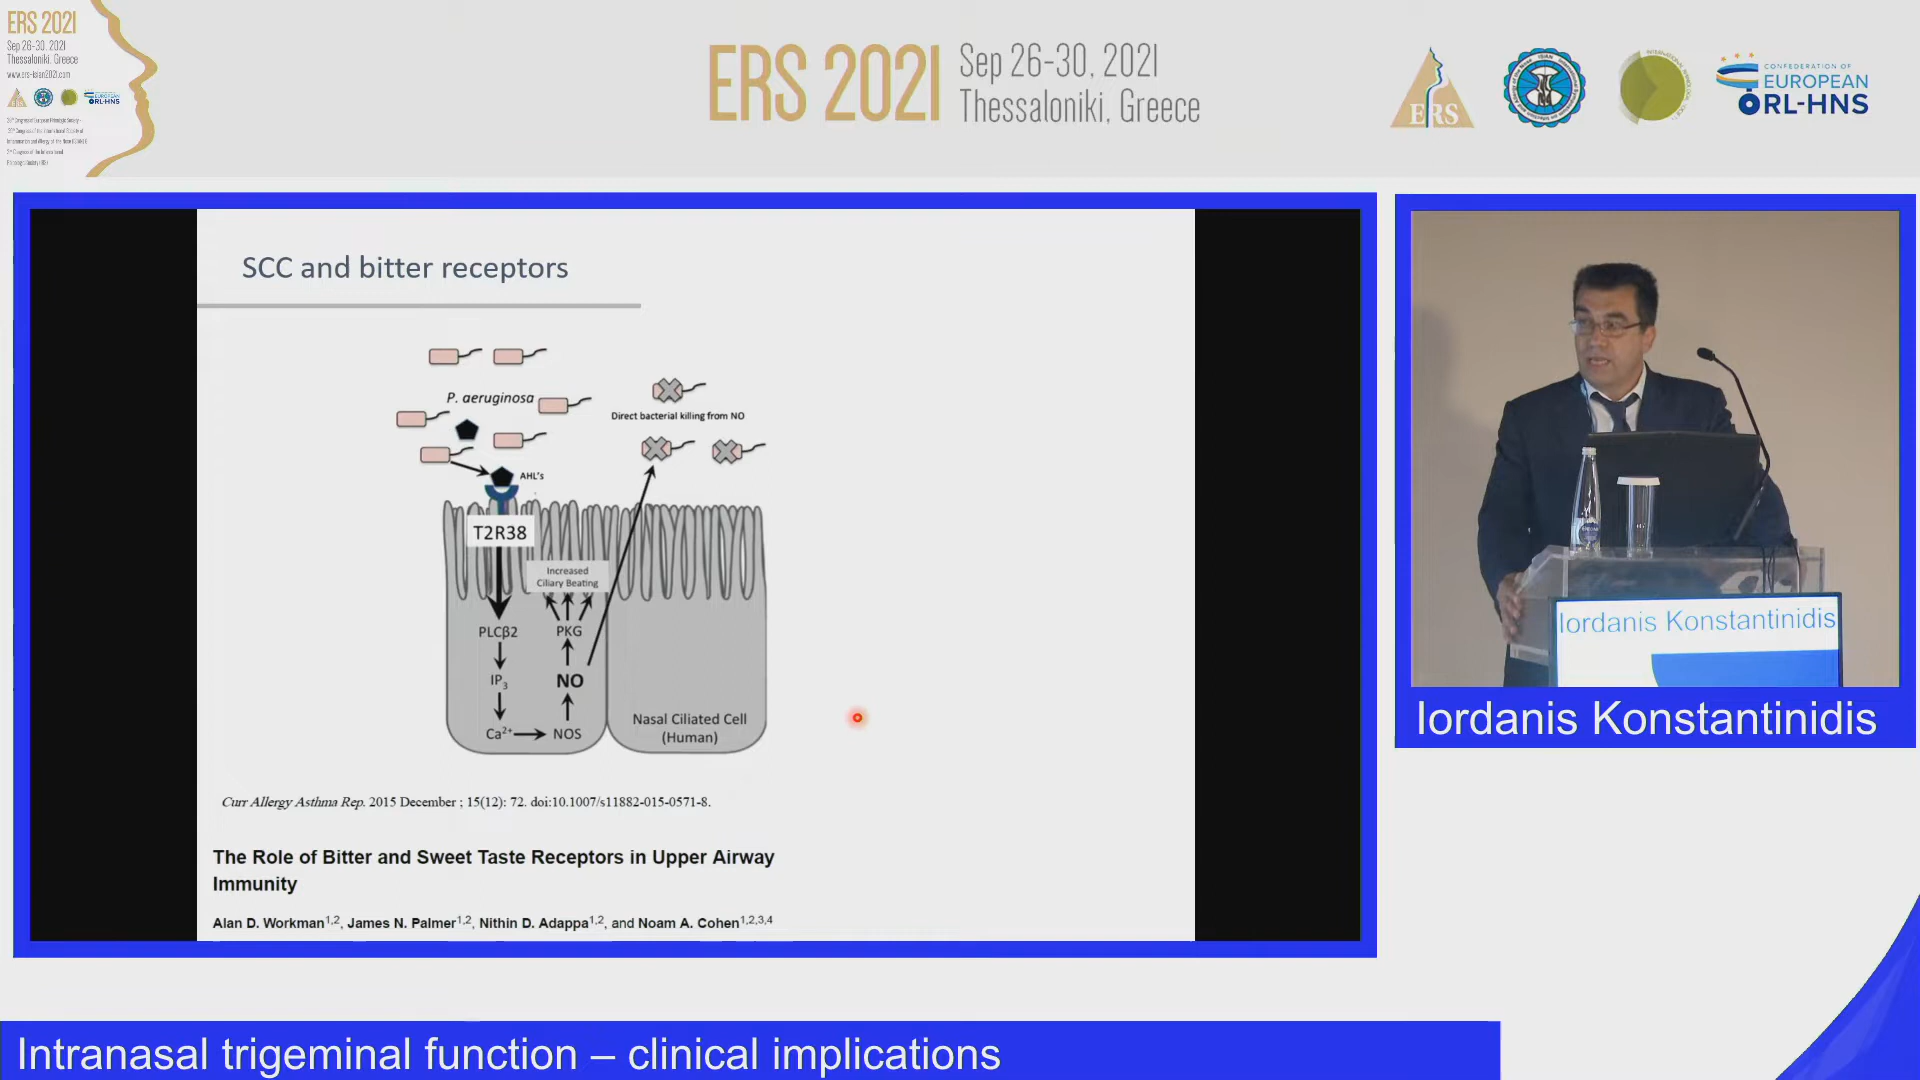 ERS 2021
Sep 26-30, 2021
Thessaloniki, Greece
www.ers-isian2021.com
ERS 2021
Sep 26-30, 2021
Thessaloniki, Greece
ERS
CONFEDERATION OF
EUROPEAN
ORL-HNS
SCC and bitter receptors
P. aeruginosa
Direct bacterial killing from NO
AHL's
T2R38
Increased
Ciliary Beating
PLCβ2
PKG
IP3
NO
Ca2+
NOS
Nasal Ciliated Cell
(Human)
Curr Allergy Asthma Rep. 2015 December ; 15(12): 72. doi:10.1007/s11882-015-0571-8.
The Role of Bitter and Sweet Taste Receptors in Upper Airway
Immunity
Alan D. Workman1,2, James N. Palmer1,2, Nithin D. Adappa1,2, and Noam A. Cohen1,2,3,4
Iordanis Konstantinidis
Iordanis Konstantinidis
Intranasal trigeminal function – clinical implications